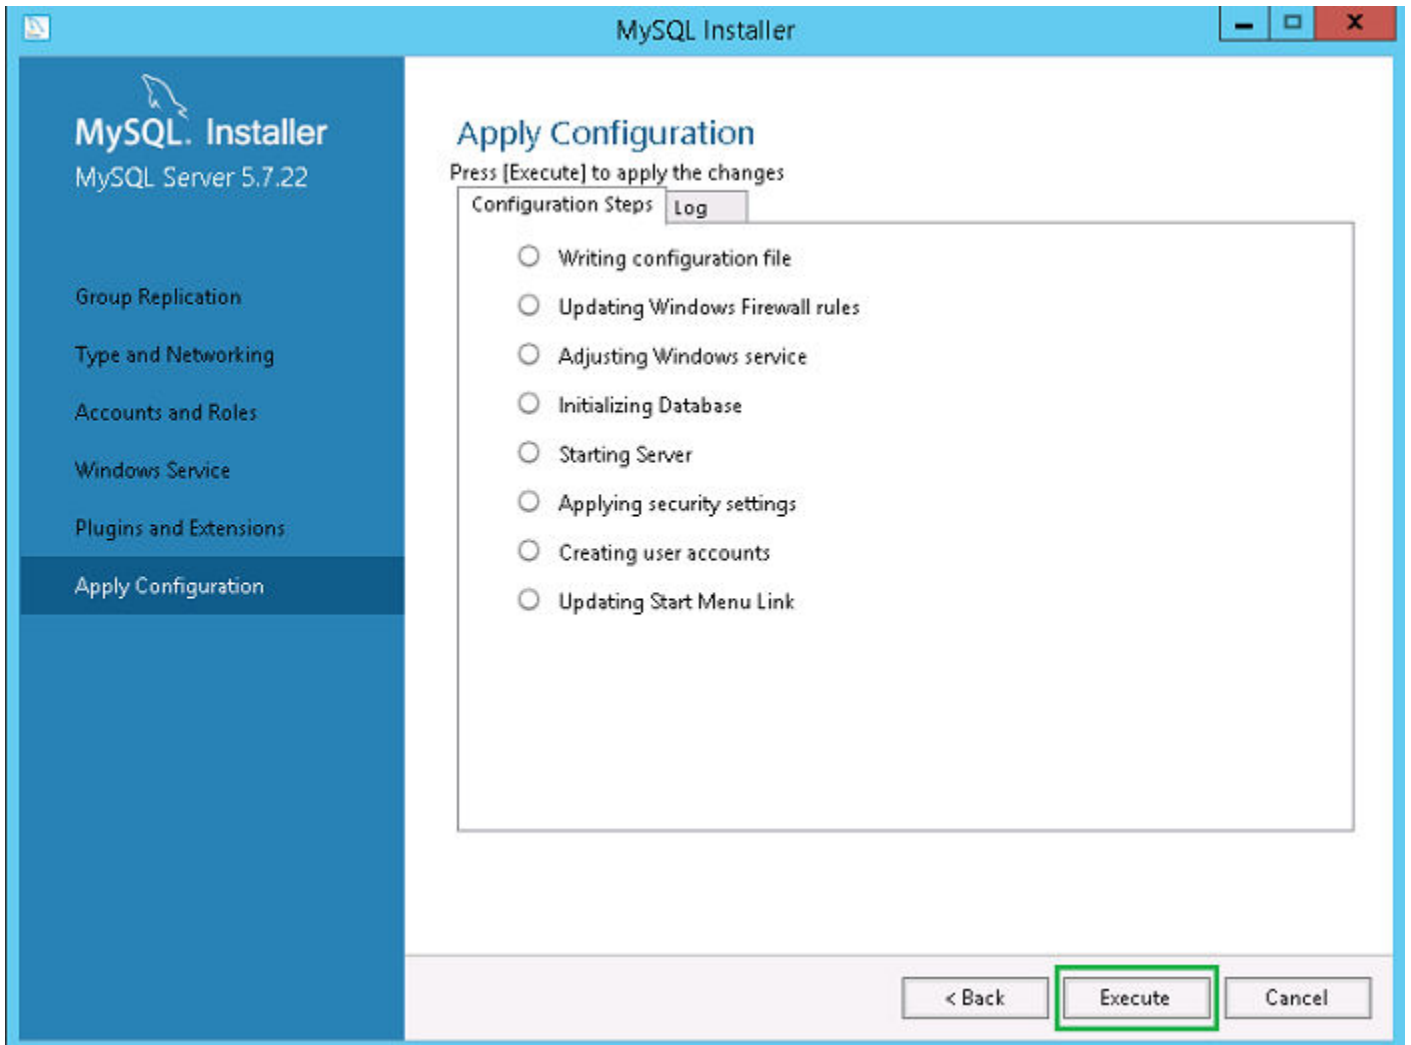 MySQL Installer
MySQL. Installer
MySQL Server 5.7.22
Group Replication
Type and Networking
Accounts and Roles
Windows Service
Plugins and Extensions
Apply Configuration
Apply Configuration
Press [Execute] to apply the changes
Configuration Steps Log
Writing configuration file
Updating Windows Firewall rules
Adjusting Windows service
Initializing Database
Starting Server
Applying security settings
Creating user accounts
Updating Start Menu Link
< Back Execute Cancel